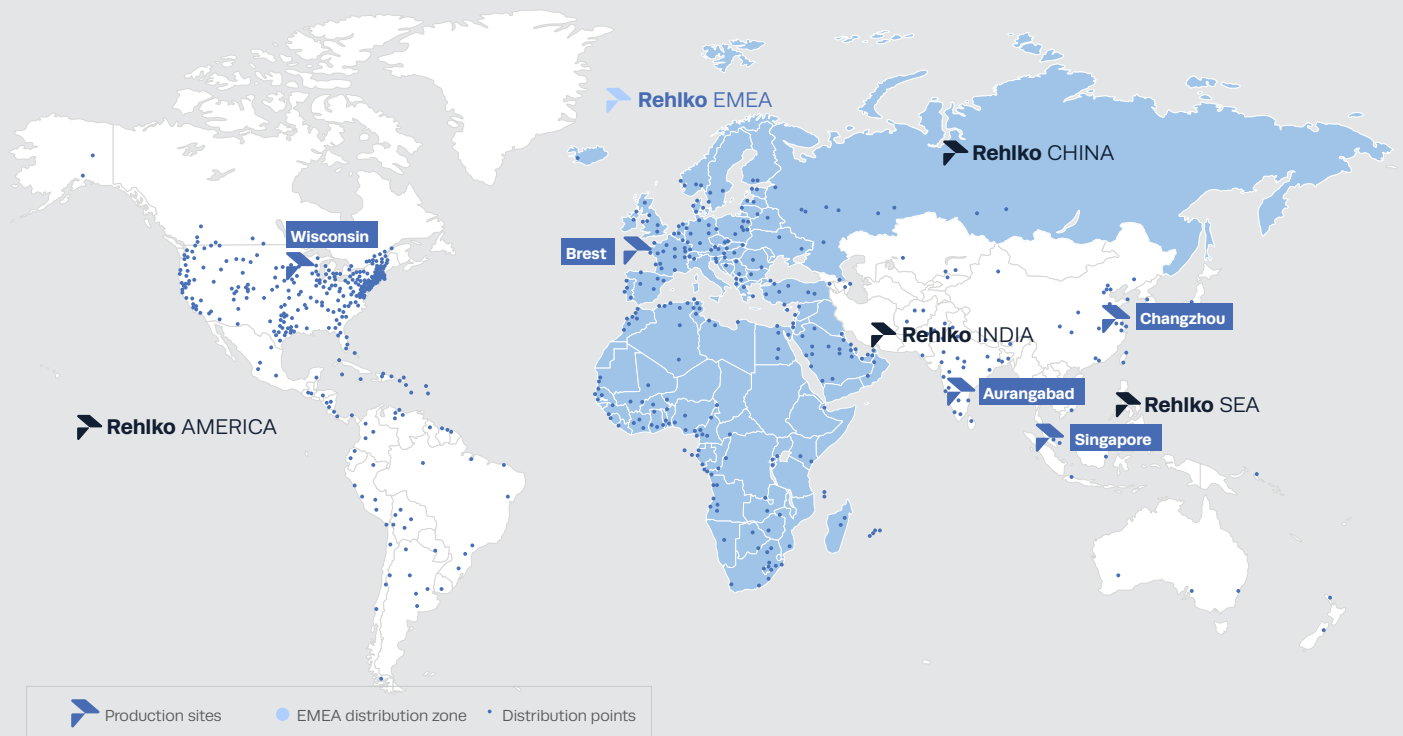 Rehlko EMEA
Rehlko CHINA
Wisconsin
Brest
Changzhou
Rehlko INDIA
Aurangabad
Rehlko SEA
Rehlko AMERICA
Singapore
Production sites
EMEA distribution zone
Distribution points